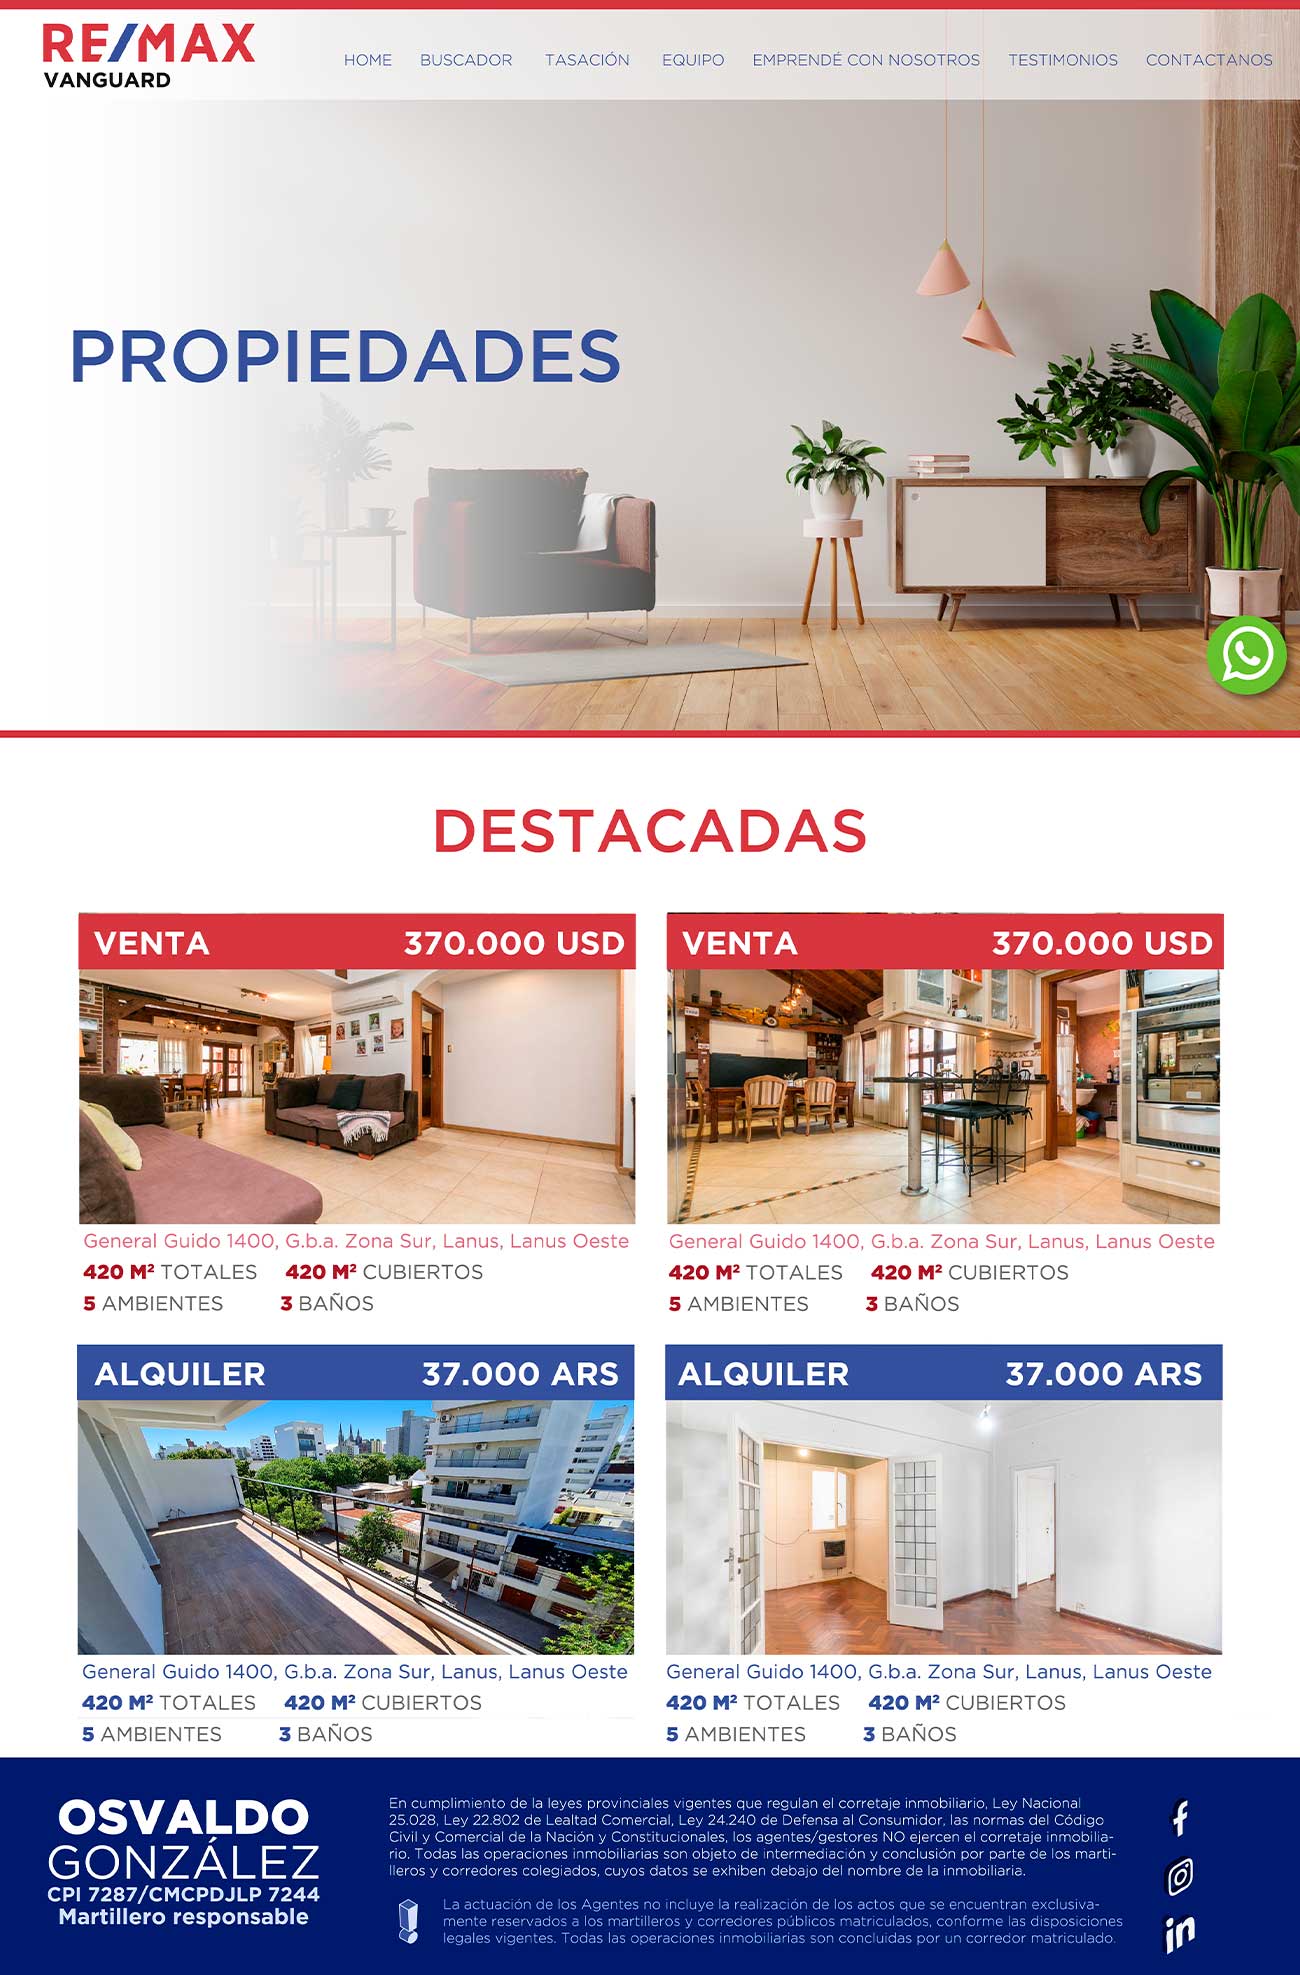 RE/MAX
VANGUARD
HOME BUSCADOR TASACIÓN EQUIPO EMPRENDÉ CON NOSOTROS TESTIMONIOS CONTACTANOS
PROPIEDADES
DESTACADAS
VENTA 370.000 USD
General Guido 1400, G.b.a. Zona Sur, Lanus, Lanus Oeste
420 M² TOTALES 420 M² CUBIERTOS
5 AMBIENTES 3 BAÑOS
VENTA 370.000 USD
General Guido 1400, G.b.a. Zona Sur, Lanus, Lanus Oeste
420 M² TOTALES 420 M² CUBIERTOS
5 AMBIENTES 3 BAÑOS
ALQUILER 37.000 ARS
General Guido 1400, G.b.a. Zona Sur, Lanus, Lanus Oeste
420 M² TOTALES 420 M² CUBIERTOS
5 AMBIENTES 3 BAÑOS
ALQUILER 37.000 ARS
General Guido 1400, G.b.a. Zona Sur, Lanus, Lanus Oeste
420 M² TOTALES 420 M² CUBIERTOS
5 AMBIENTES 3 BAÑOS
OSVALDO
GONZÁLEZ
CPI 7287/CMCPDJLP 7244
Martillero responsable
En cumplimiento de la leyes provinciales vigentes que regulan el corretaje inmobiliario, Ley Nacional
25.028, Ley 22.802 de Lealtad Comercial, Ley 24.240 de Defensa al Consumidor, las normas del Código
Civil y Comercial de la Nación y Constitucionales, los agentes/gestores NO ejercen el corretaje inmobilia-
rio. Todas las operaciones inmobiliarias son objeto de intermediación y conclusión por parte de los marti-
lleros y corredores colegiados, cuyos datos se exhiben debajo del nombre de la inmobiliaria.
La actuación de los Agentes no incluye la realización de los actos que se encuentran exclusiva-
mente reservados a los martilleros y corredores públicos matriculados, conforme las disposiciones
legales vigentes. Todas las operaciones inmobiliarias son concluidas por un corredor matriculado.